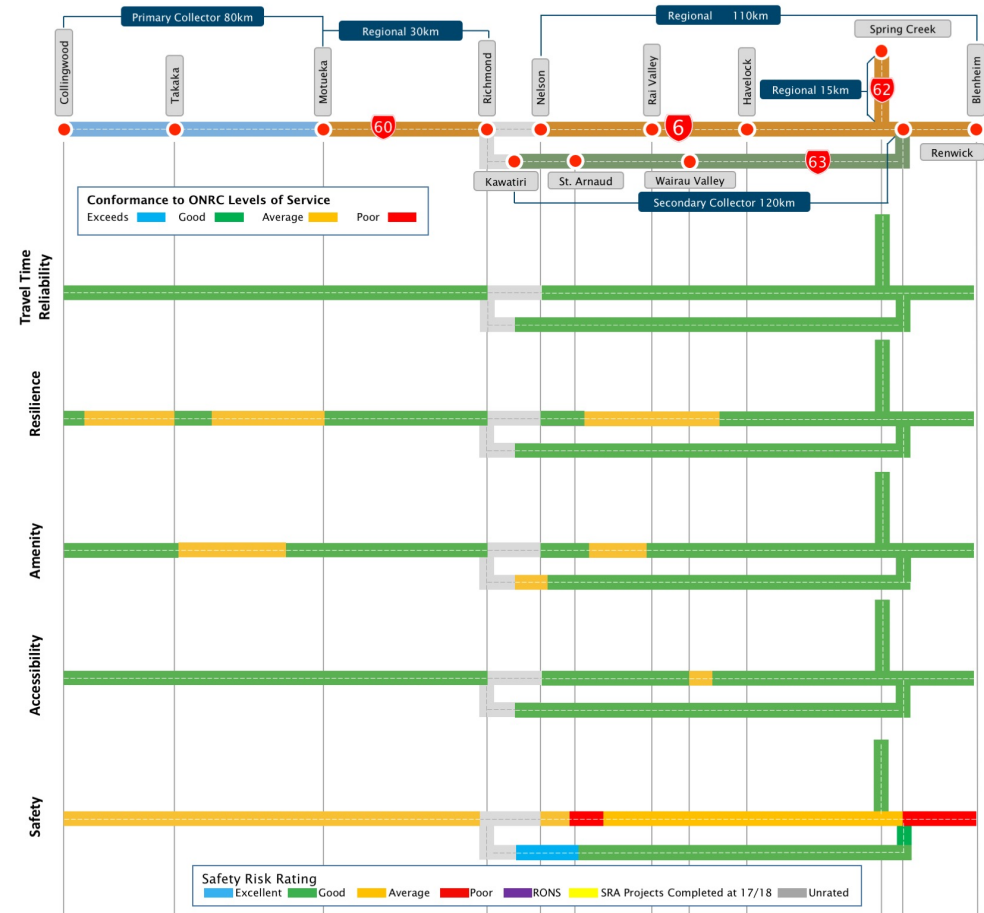 Primary Collector 80km
Regional 30km
Regional 110km
Spring Creek
Collingwood
Takaka
Motueka
Richmond
Nelson
Rai Valley
Havelock
Regional 15km
62
Blenheim
60
6
63
Renwick
Kawatiri
St. Arnaud
Wairau Valley
Secondary Collector 120km
Conformance to ONRC Levels of Service
Exceeds Good Average Poor
Travel Time
Reliability
Resilience
Amenity
Accessibility
Safety
Safety Risk Rating
Excellent Good Average Poor RONS SRA Projects Completed at 17/18 Unrated